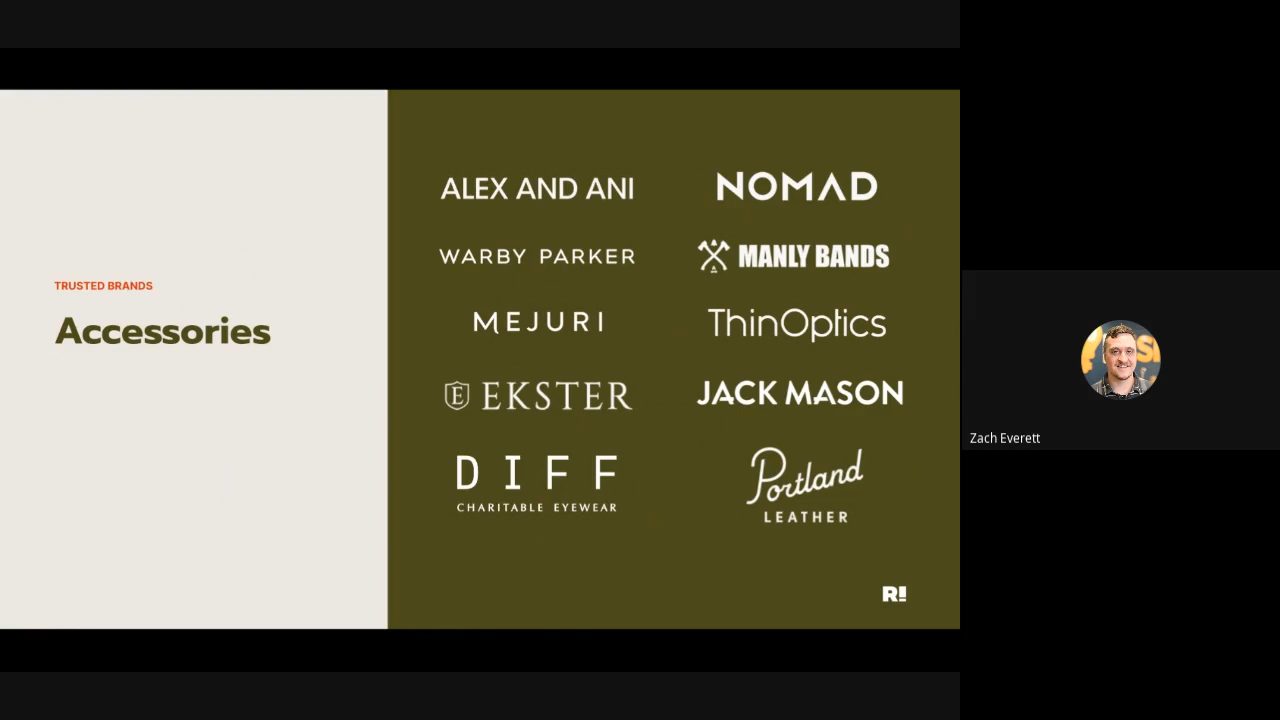 TRUSTED BRANDS
Accessories
ALEX AND ANI
NOMAD
WARBY PARKER
MANLY BANDS
MEJURI
ThinOptics
E EKSTER
JACK MASON
DIFF
CHARITABLE EYEWEAR
Portland
LEATHER
R!
Zach Everett